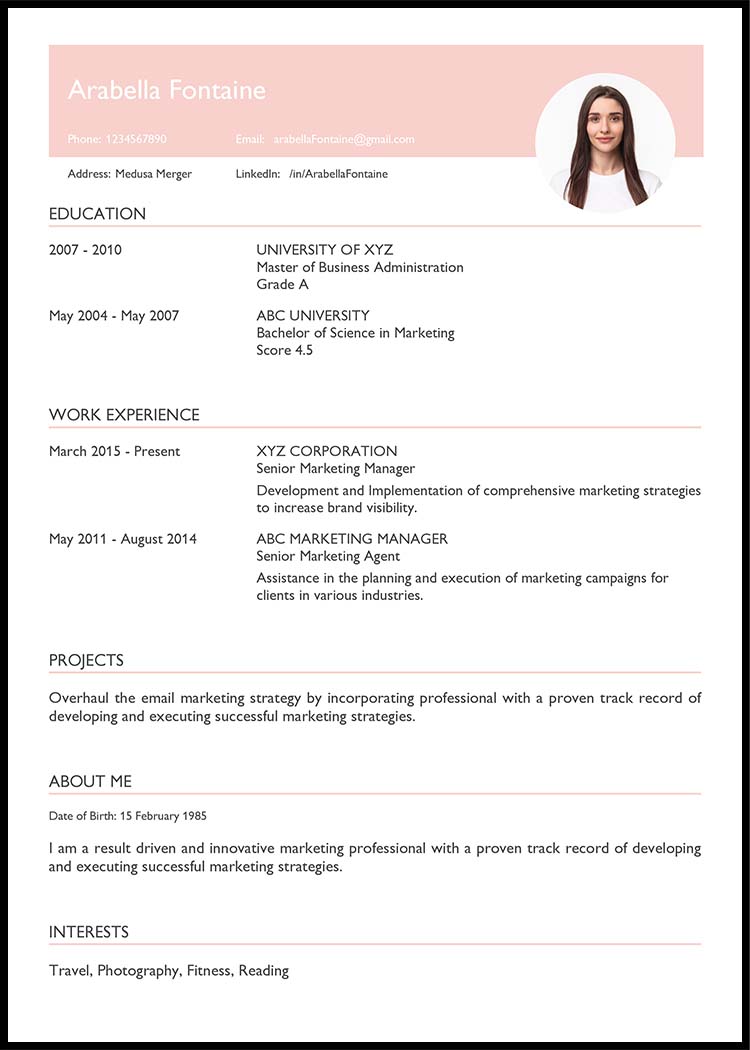 Arabella Fontaine
Phone: 1234567890 Email: arabellaFontaine@gmail.com
Address: Medusa Merger LinkedIn: /in/ArabellaFontaine
EDUCATION
2007 - 2010 UNIVERSITY OF XYZ
Master of Business Administration
Grade A
May 2004 - May 2007 ABC UNIVERSITY
Bachelor of Science in Marketing
Score 4.5
WORK EXPERIENCE
March 2015 - Present XYZ CORPORATION
Senior Marketing Manager
Development and Implementation of comprehensive marketing strategies
to increase brand visibility.
May 2011 - August 2014 ABC MARKETING MANAGER
Senior Marketing Agent
Assistance in the planning and execution of marketing campaigns for
clients in various industries.
PROJECTS
Overhaul the email marketing strategy by incorporating professional with a proven track record of
developing and executing successful marketing strategies.
ABOUT ME
Date of Birth: 15 February 1985
I am a result driven and innovative marketing professional with a proven track record of developing
and executing successful marketing strategies.
INTERESTS
Travel, Photography, Fitness, Reading